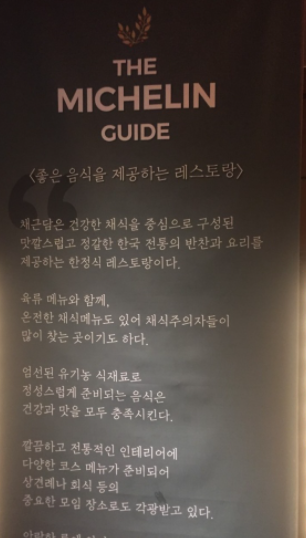 THE
MICHELIN
GUIDE
<좋은 음식을 제공하는 레스토랑>
채근담은 건강한 채식을 중심으로 구성된
맛깔스럽고 정갈한 한국 전통의 반찬과 요리를
제공하는 한정식 레스토랑이다.
육류 메뉴와 함께,
온전한 채식메뉴도 있어 채식주의자들이
많이 찾는 곳이기도 하다.
엄선된 유기농 식재료로
정성스럽게 준비되는 음식은
건강과 맛을 모두 충족시킨다.
깔끔하고 전통적인 인테리어에
다양한 코스 메뉴가 준비되어
상견례나 회식 등의
중요한 모임 장소로도 각광받고 있다.